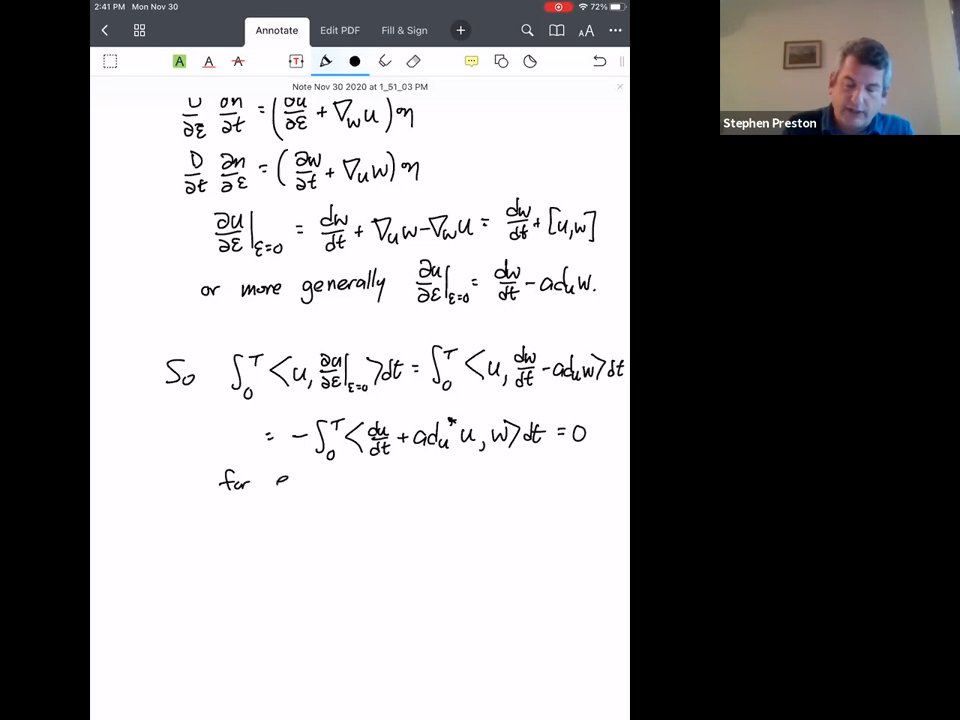 2:41 PM Mon Nov 30
72%
Annotate Edit PDF Fill & Sign
Note Nov 30 2020 at 1_51_03 PM
Stephen Preston
D/∂ε ∂η/∂t = (∂u/∂ε + ∇_w u) ∘ η
D/∂t ∂η/∂ε = (∂w/∂t + ∇_u w) ∘ η
∂u/∂ε|_{ε=0} = dw/dt + ∇_u w - ∇_w u = dw/dt + [u,w]
or more generally ∂u/∂ε|_{ε=0} = dw/dt - ad_u w.
So ∫_0^T <u, ∂u/∂ε|_{ε=0}> dt = ∫_0^T <u, dw/dt - ad_u w> dt
= - ∫_0^T <du/dt + ad_u^* u, w> dt = 0
for